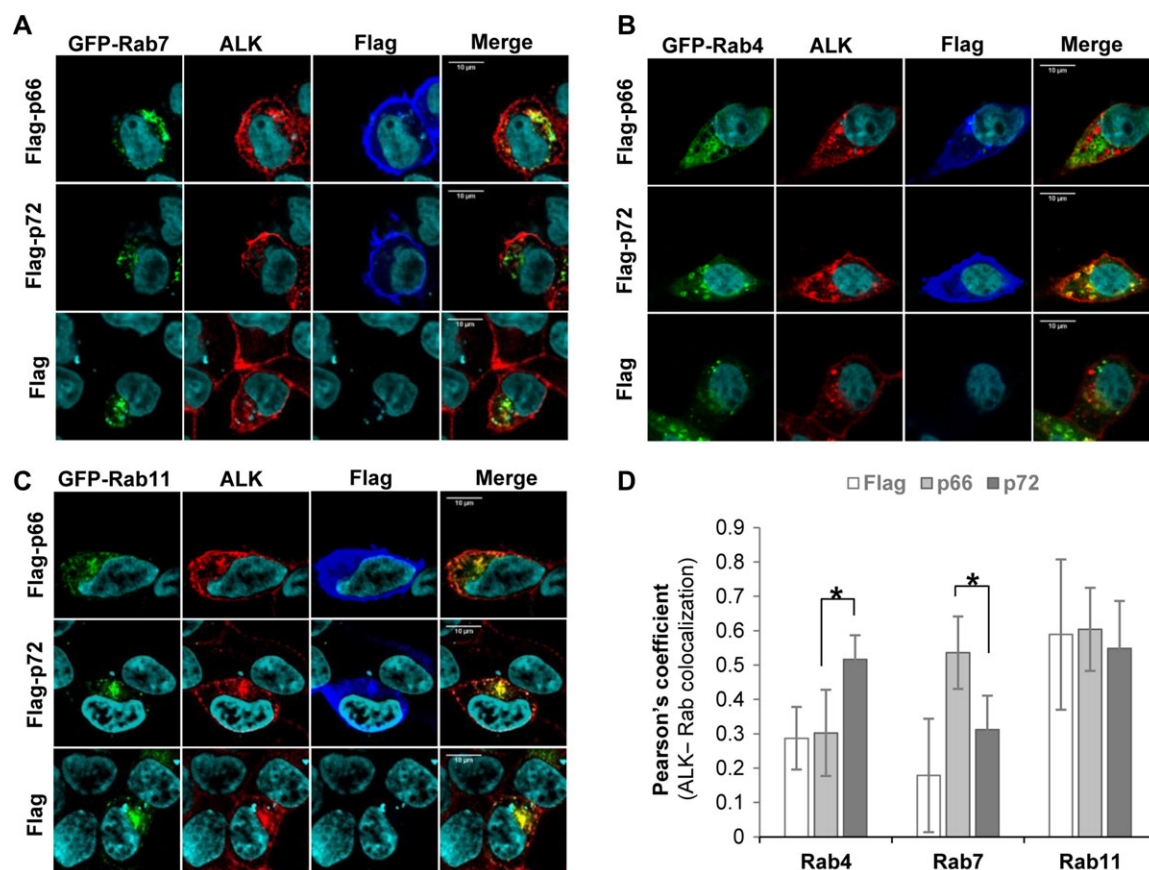 A
GFP-Rab7 ALK Flag Merge
Flag-p66
10 µm
Flag-p72
10 µm
Flag
10 µm
B
GFP-Rab4 ALK Flag Merge
Flag-p66
10 µm
Flag-p72
10 µm
Flag
10 µm
C
GFP-Rab11 ALK Flag Merge
Flag-p66
10 µm
Flag-p72
10 µm
Flag
10 µm
D
Flag p66 p72
Pearson's coefficient
(ALK– Rab colocalization)
0.9
0.8
0.7
0.6
0.5
0.4
0.3
0.2
0.1
0
* *
Rab4 Rab7 Rab11